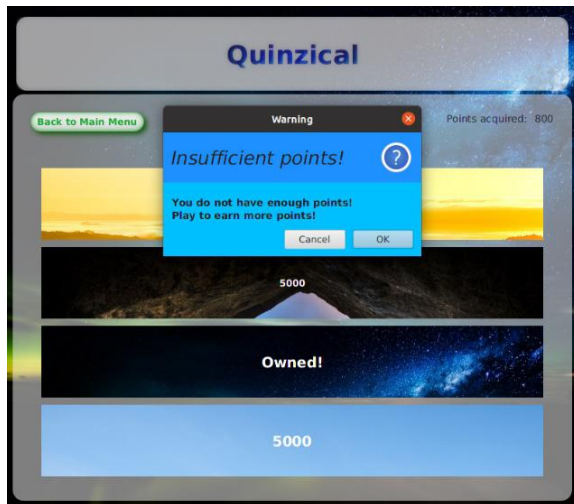 Quinzical
Back to Main Menu
Warning
Points acquired: 800
Insufficient points!
?
You do not have enough points!
Play to earn more points!
Cancel
OK
5000
Owned!
5000